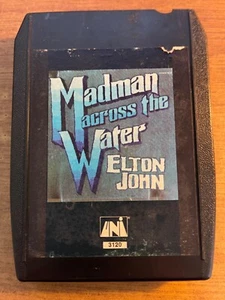 Madman
across the
Water
ELTON
JOHN
UNI
3120